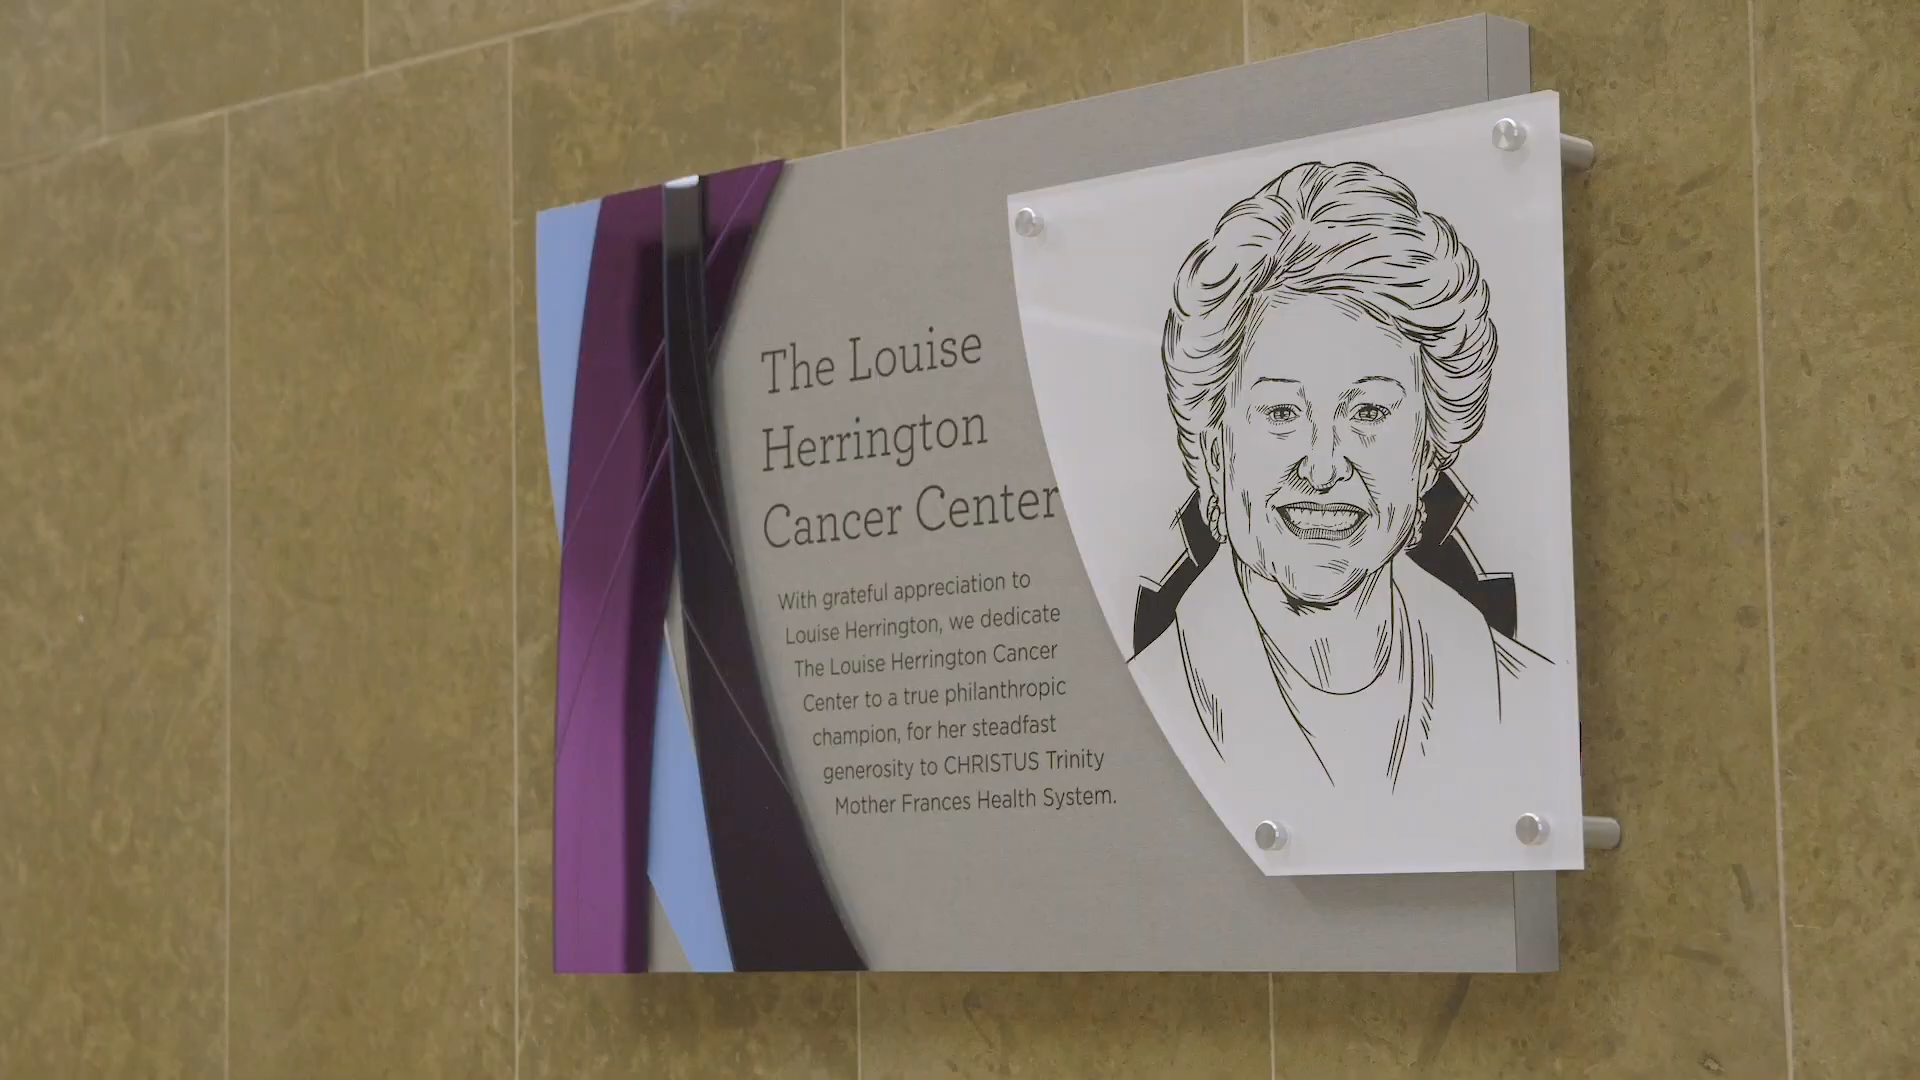 The Louise
Herrington
Cancer Center
With grateful appreciation to
Louise Herrington, we dedicate
The Louise Herrington Cancer
Center to a true philanthropic
champion, for her steadfast
generosity to CHRISTUS Trinity
Mother Frances Health System.